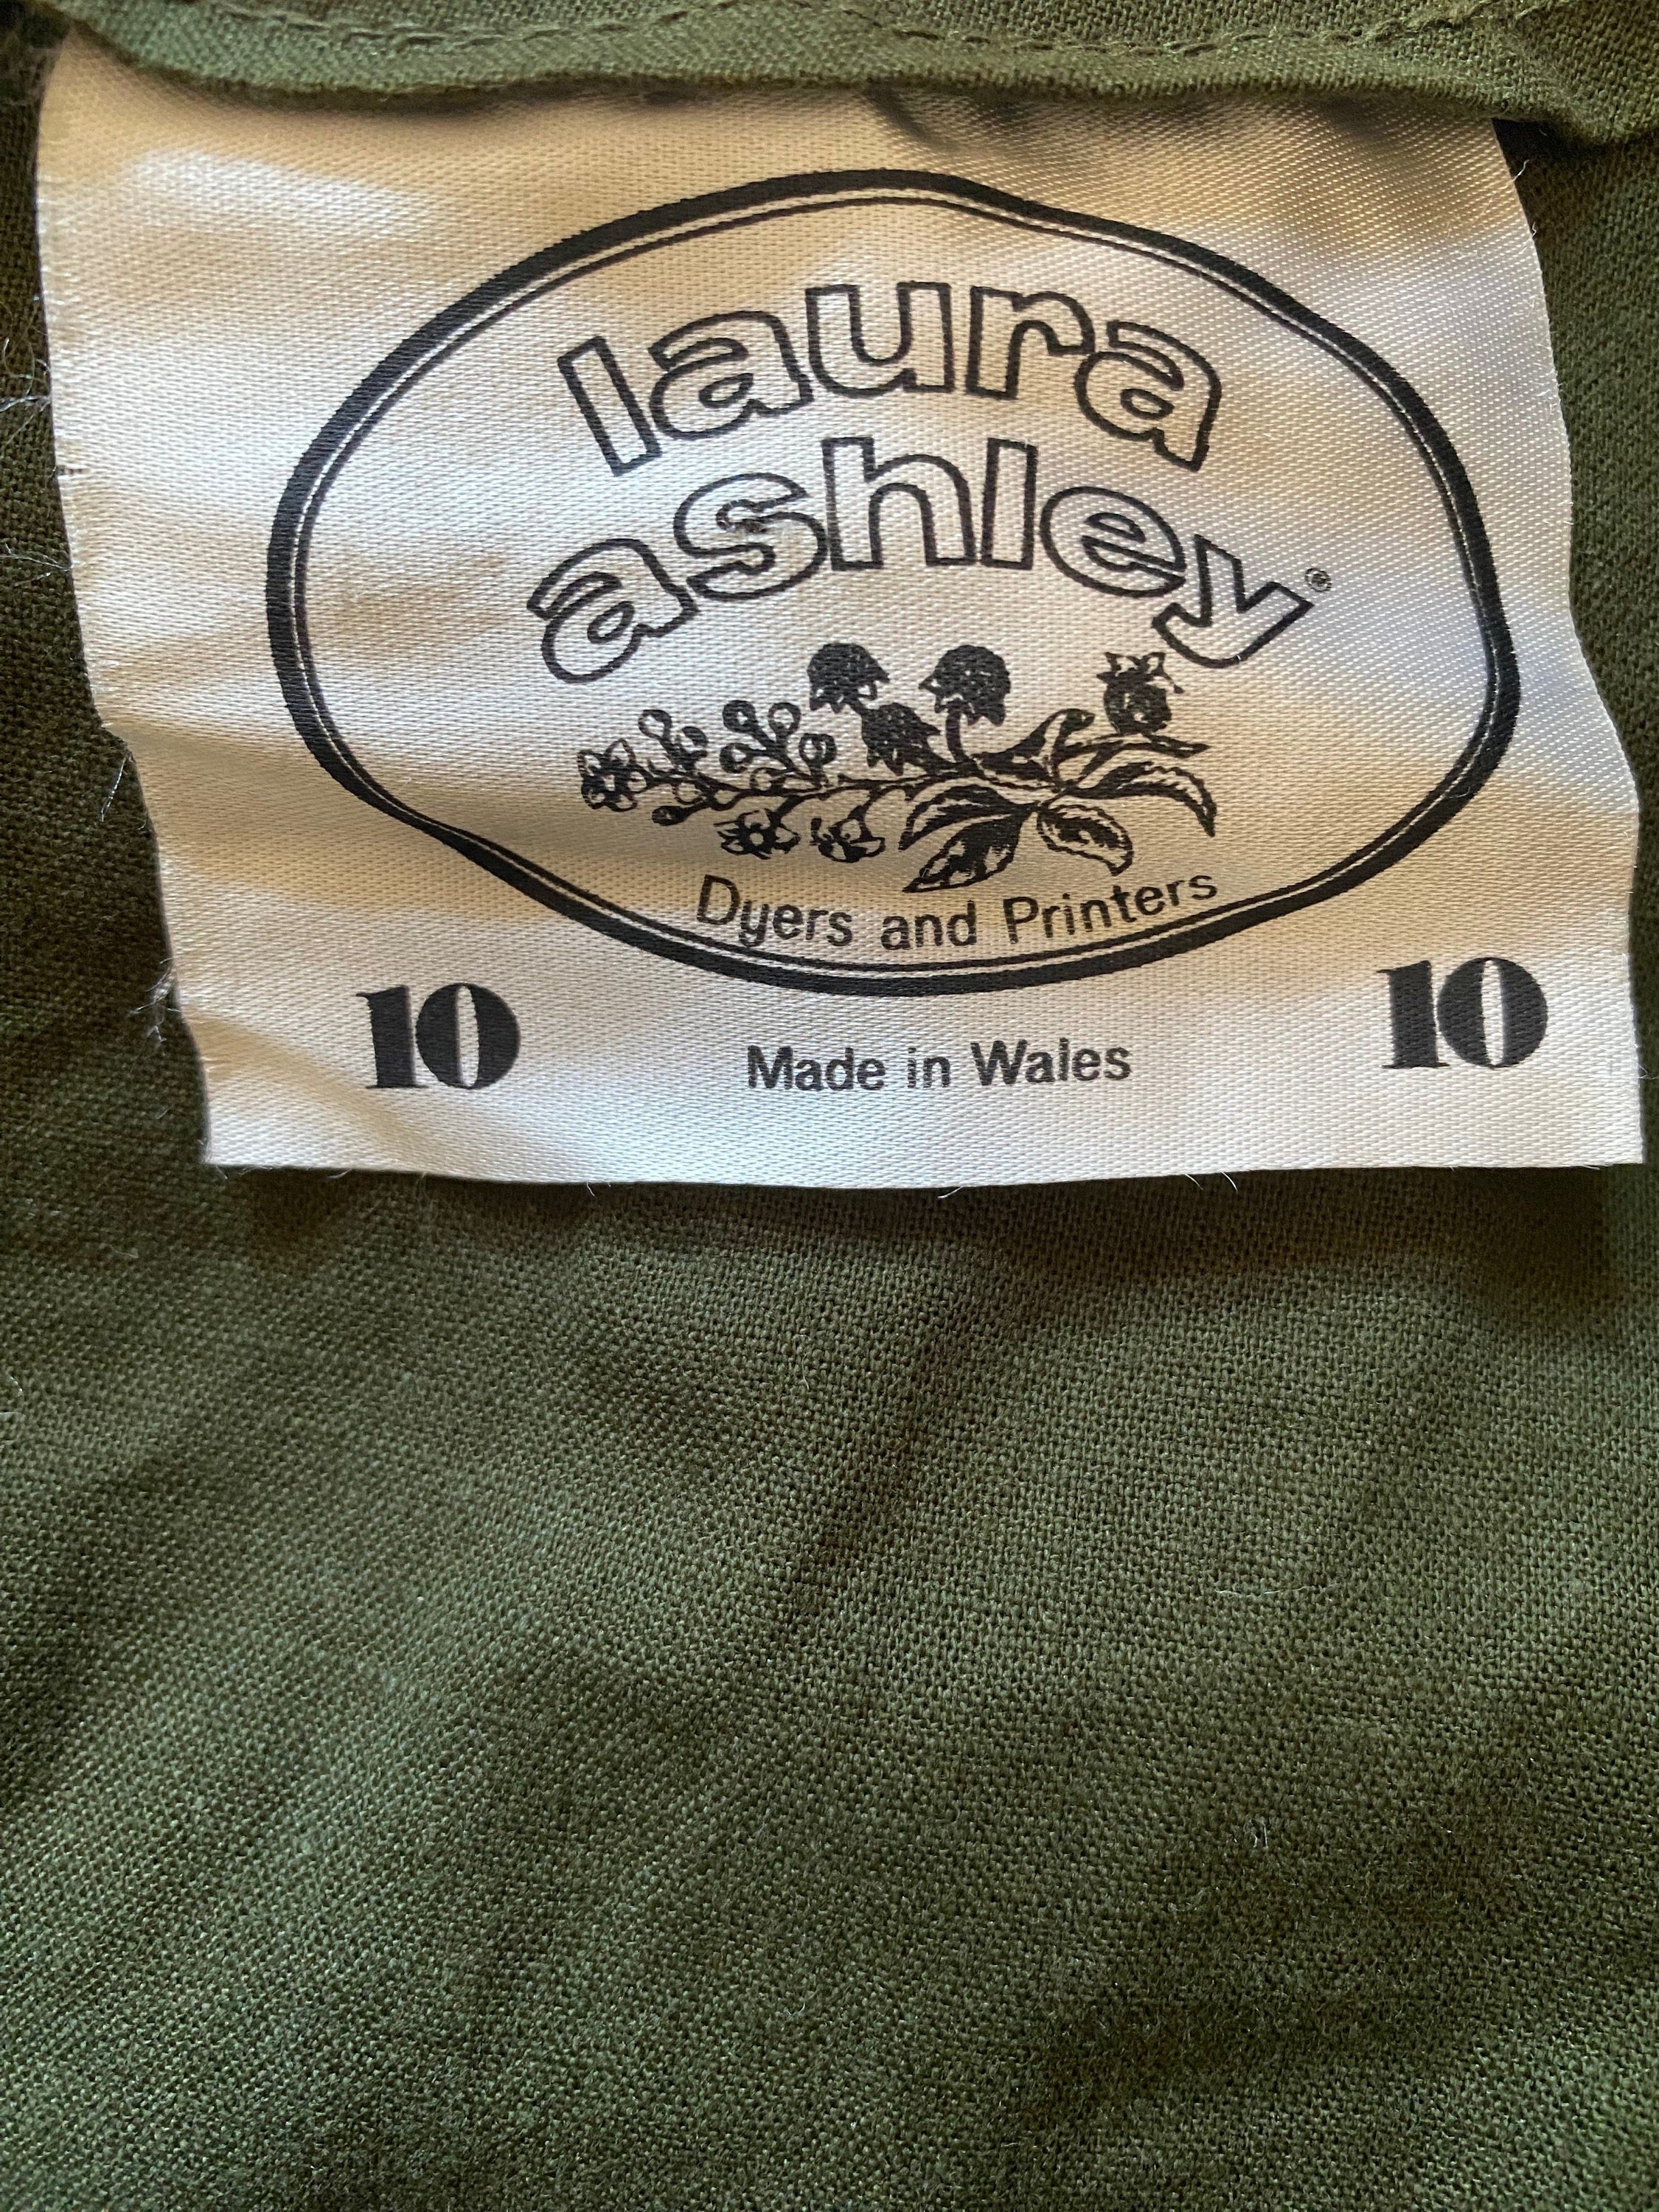 laura
ashley®
Dyers and Printers
10 Made in Wales 10